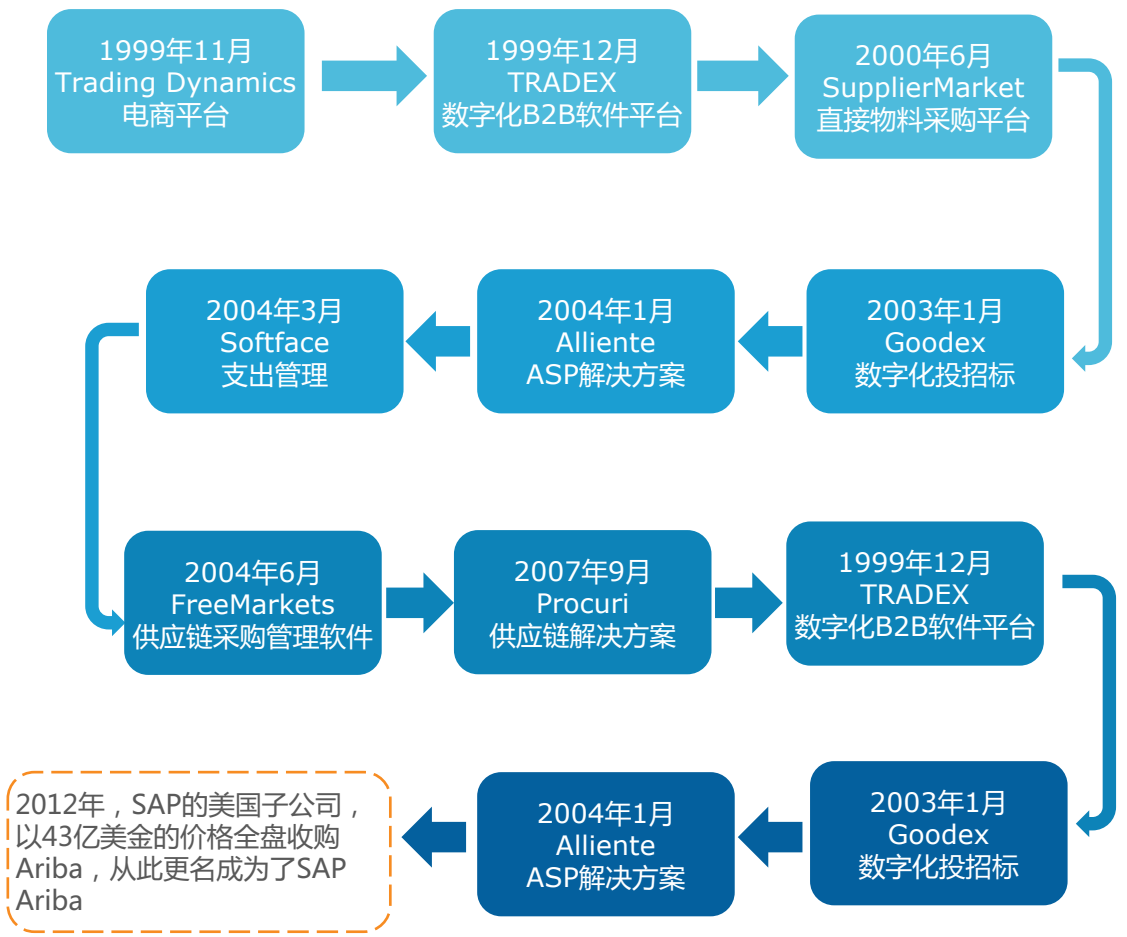 1999年11月
Trading Dynamics
电商平台
1999年12月
TRADEX
数字化B2B软件平台
2000年6月
SupplierMarket
直接物料采购平台
2003年1月
Goodex
数字化投招标
2004年1月
Alliente
ASP解决方案
2004年3月
Softface
支出管理
2004年6月
FreeMarkets
供应链采购管理软件
2007年9月
Procuri
供应链解决方案
1999年12月
TRADEX
数字化B2B软件平台
2003年1月
Goodex
数字化投招标
2004年1月
Alliente
ASP解决方案
2012年，SAP的美国子公司，
以43亿美金的价格全盘收购
Ariba，从此更名成为了SAP
Ariba